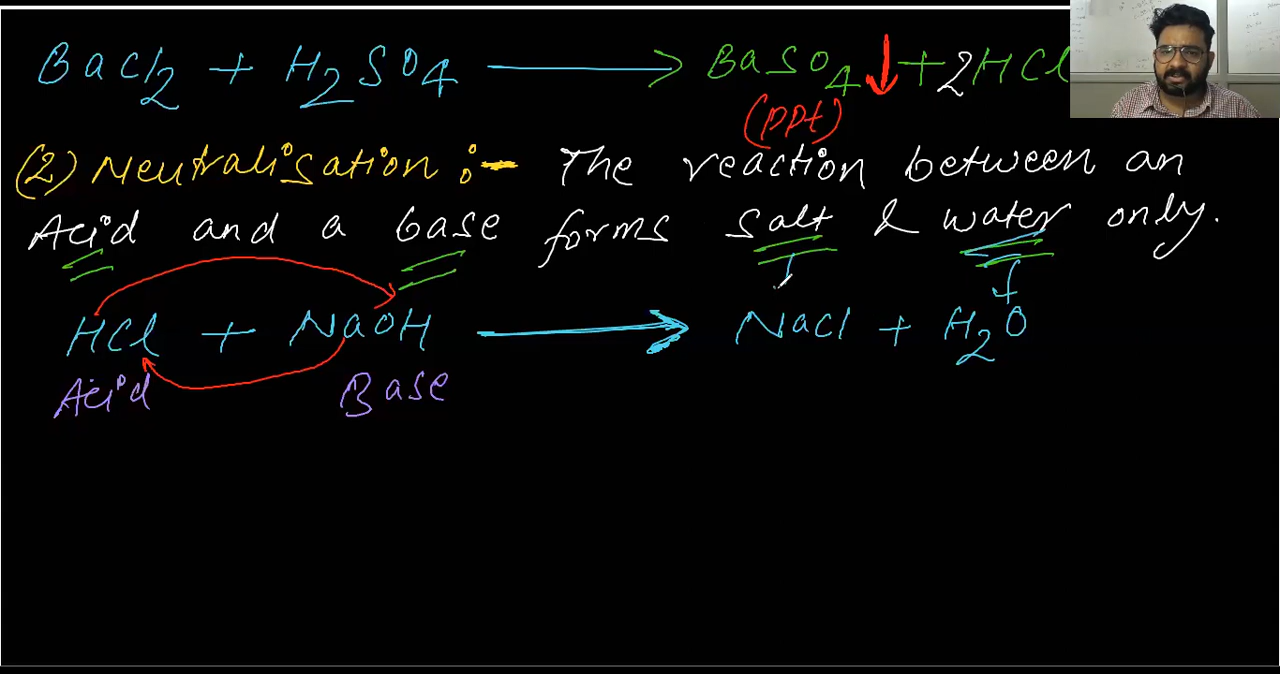 BaCl2 + H2SO4 → BaSO4 ↓ + 2HCl
(ppt)
(2) Neutralisation :- The reaction between an
Acid and a base forms salt & water only.
HCl + NaOH → NaCl + H2O
Acid Base